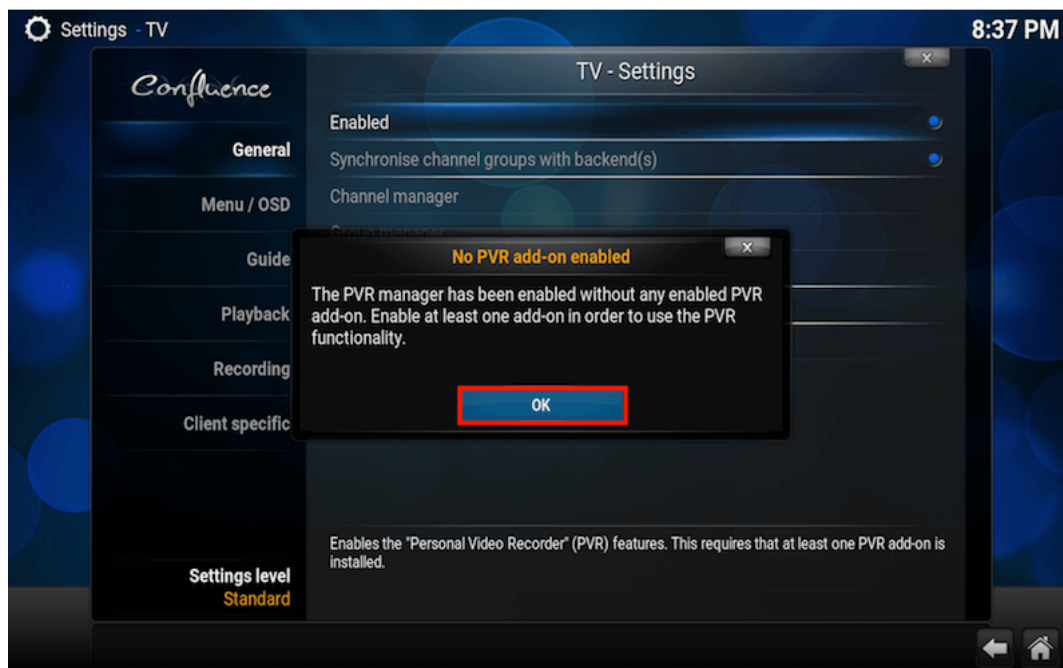 Settings - TV
8:37 PM
Confluence
TV - Settings
General
Menu / OSD
Guide
Playback
Recording
Client specific
Settings level
Standard
Enabled
Synchronise channel groups with backend(s)
Channel manager
Group manager
No PVR add-on enabled
The PVR manager has been enabled without any enabled PVR
add-on. Enable at least one add-on in order to use the PVR
functionality.
OK
Enables the "Personal Video Recorder" (PVR) features. This requires that at least one PVR add-on is
installed.